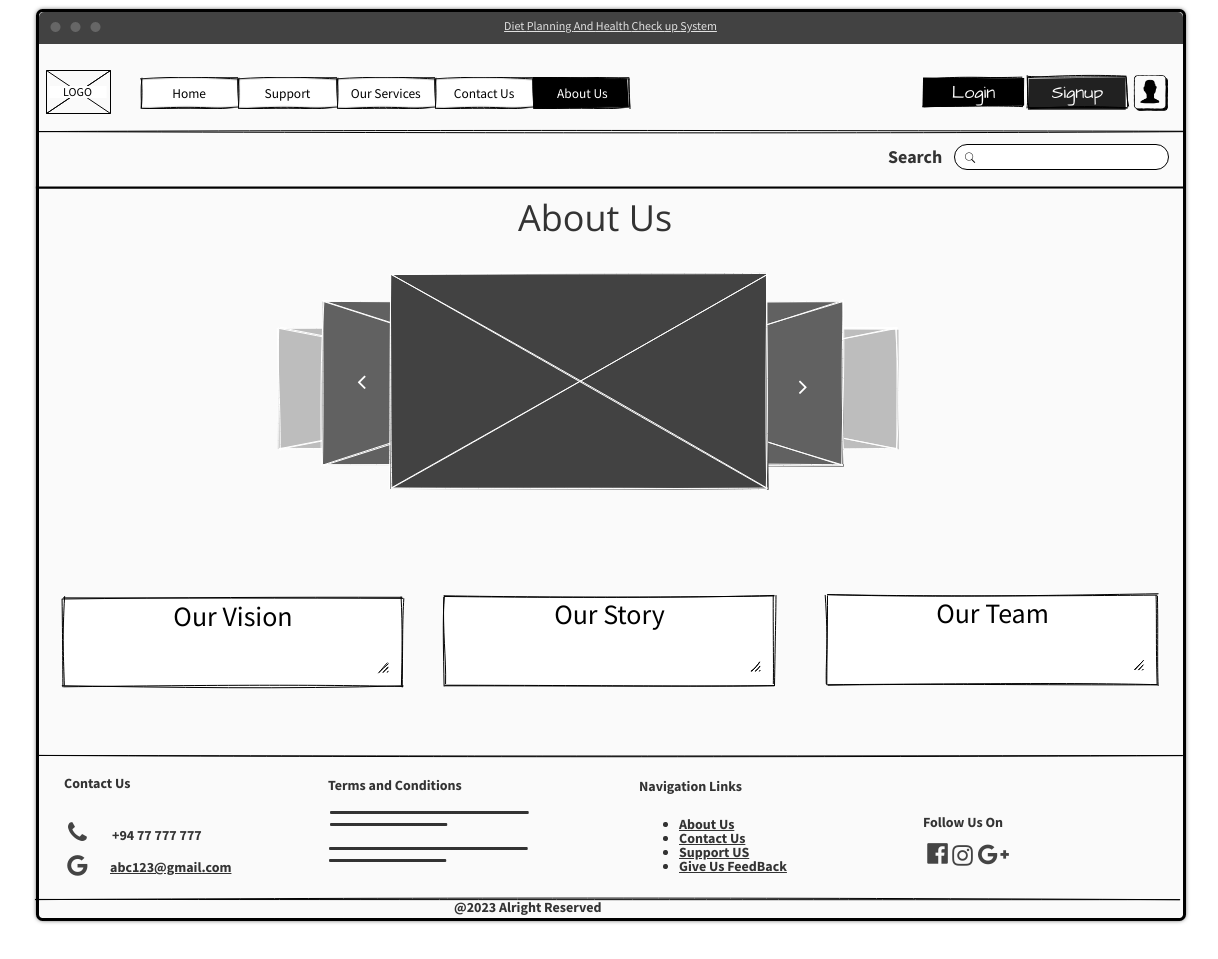 Diet Planning And Health Check up System
LOGO
Home Support Our Services Contact Us About Us
Login Signup
Search
About Us
Our Vision
Our Story
Our Team
Contact Us
+94 77 777 777
abc123@gmail.com
Terms and Conditions
Navigation Links
About Us
Contact Us
Support US
Give Us FeedBack
Follow Us On
@2023 Alright Reserved